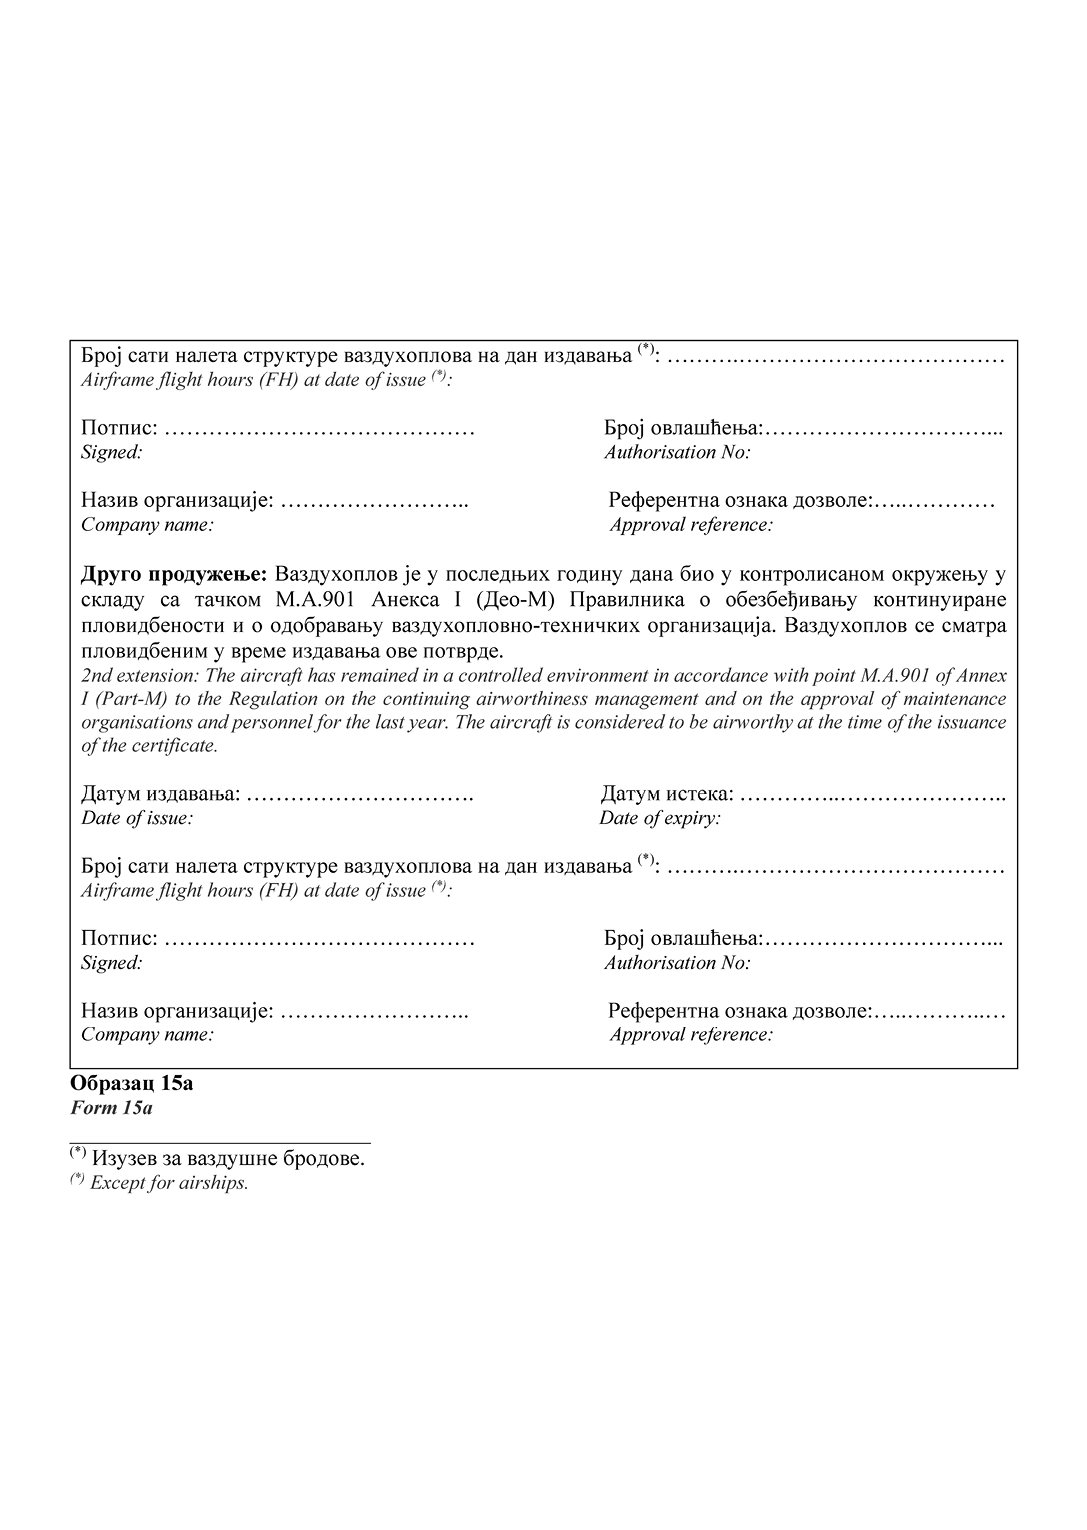 Број сати налета структуре ваздухоплова на дан издавања (*): ……….………………………………
Airframe flight hours (FH) at date of issue (*):
Потпис: …………………………………… Број овлашћења:…………………………...
Signed: Authorisation No:
Назив организације: …………………….. Референтна ознака дозволе:…..…………
Company name: Approval reference:
Друго продужење: Ваздухоплов је у последњих годину дана био у контролисаном окружењу у
складу са тачком М.А.901 Анекса I (Део-М) Правилника о обезбеђивању континуиране
пловидбености и о одобравању ваздухопловно-техничких организација. Ваздухоплов се сматра
пловидбеним у време издавања ове потврде.
2nd extension: The aircraft has remained in a controlled environment in accordance with point M.A.901 of Annex
I (Part-M) to the Regulation on the continuing airworthiness management and on the approval of maintenance
organisations and personnel for the last year. The aircraft is considered to be airworthy at the time of the issuance
of the certificate.
Датум издавања: …………………………. Датум истека: …………..…………………..
Date of issue: Date of expiry:
Број сати налета структуре ваздухоплова на дан издавања (*): ……….………………………………
Airframe flight hours (FH) at date of issue (*):
Потпис: …………………………………… Број овлашћења:…………………………...
Signed: Authorisation No:
Назив организације: …………………….. Референтна ознака дозволе:…..………..…
Company name: Approval reference:
Образац 15а
Form 15a
(*) Изузев за ваздушне бродове.
(*) Except for airships.